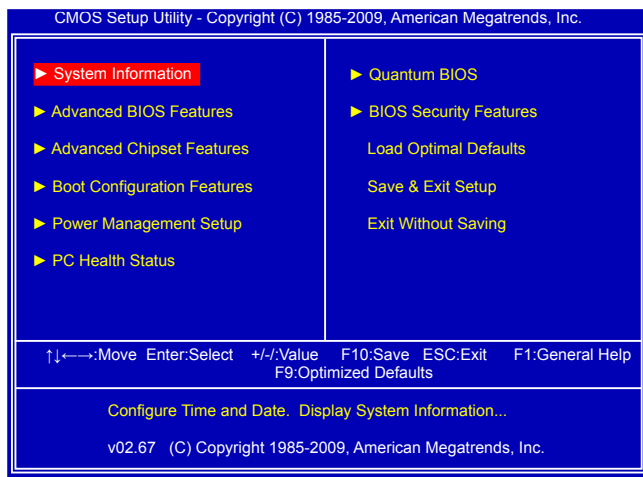 CMOS Setup Utility - Copyright (C) 1985-2009, American Megatrends, Inc.
► System Information
► Advanced BIOS Features
► Advanced Chipset Features
► Boot Configuration Features
► Power Management Setup
► PC Health Status
► Quantum BIOS
► BIOS Security Features
Load Optimal Defaults
Save & Exit Setup
Exit Without Saving
↑↓←→:Move Enter:Select +/-/:Value F10:Save ESC:Exit F1:General Help
F9:Optimized Defaults
Configure Time and Date. Display System Information...
v02.67 (C) Copyright 1985-2009, American Megatrends, Inc.